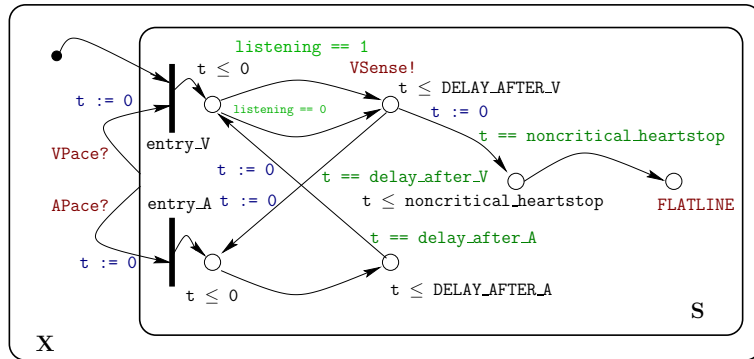 listening == 1
t ≤ 0
VSense!
t ≤ DELAY_AFTER_V
t := 0
listening == 0
t := 0
t == noncritical_heartstop
entry_V
VPace?
t := 0
t == delay_after_V
APace?
entry_A
t := 0
t ≤ noncritical_heartstop
FLATLINE
t == delay_after_A
t := 0
t ≤ 0
t ≤ DELAY_AFTER_A
S
X